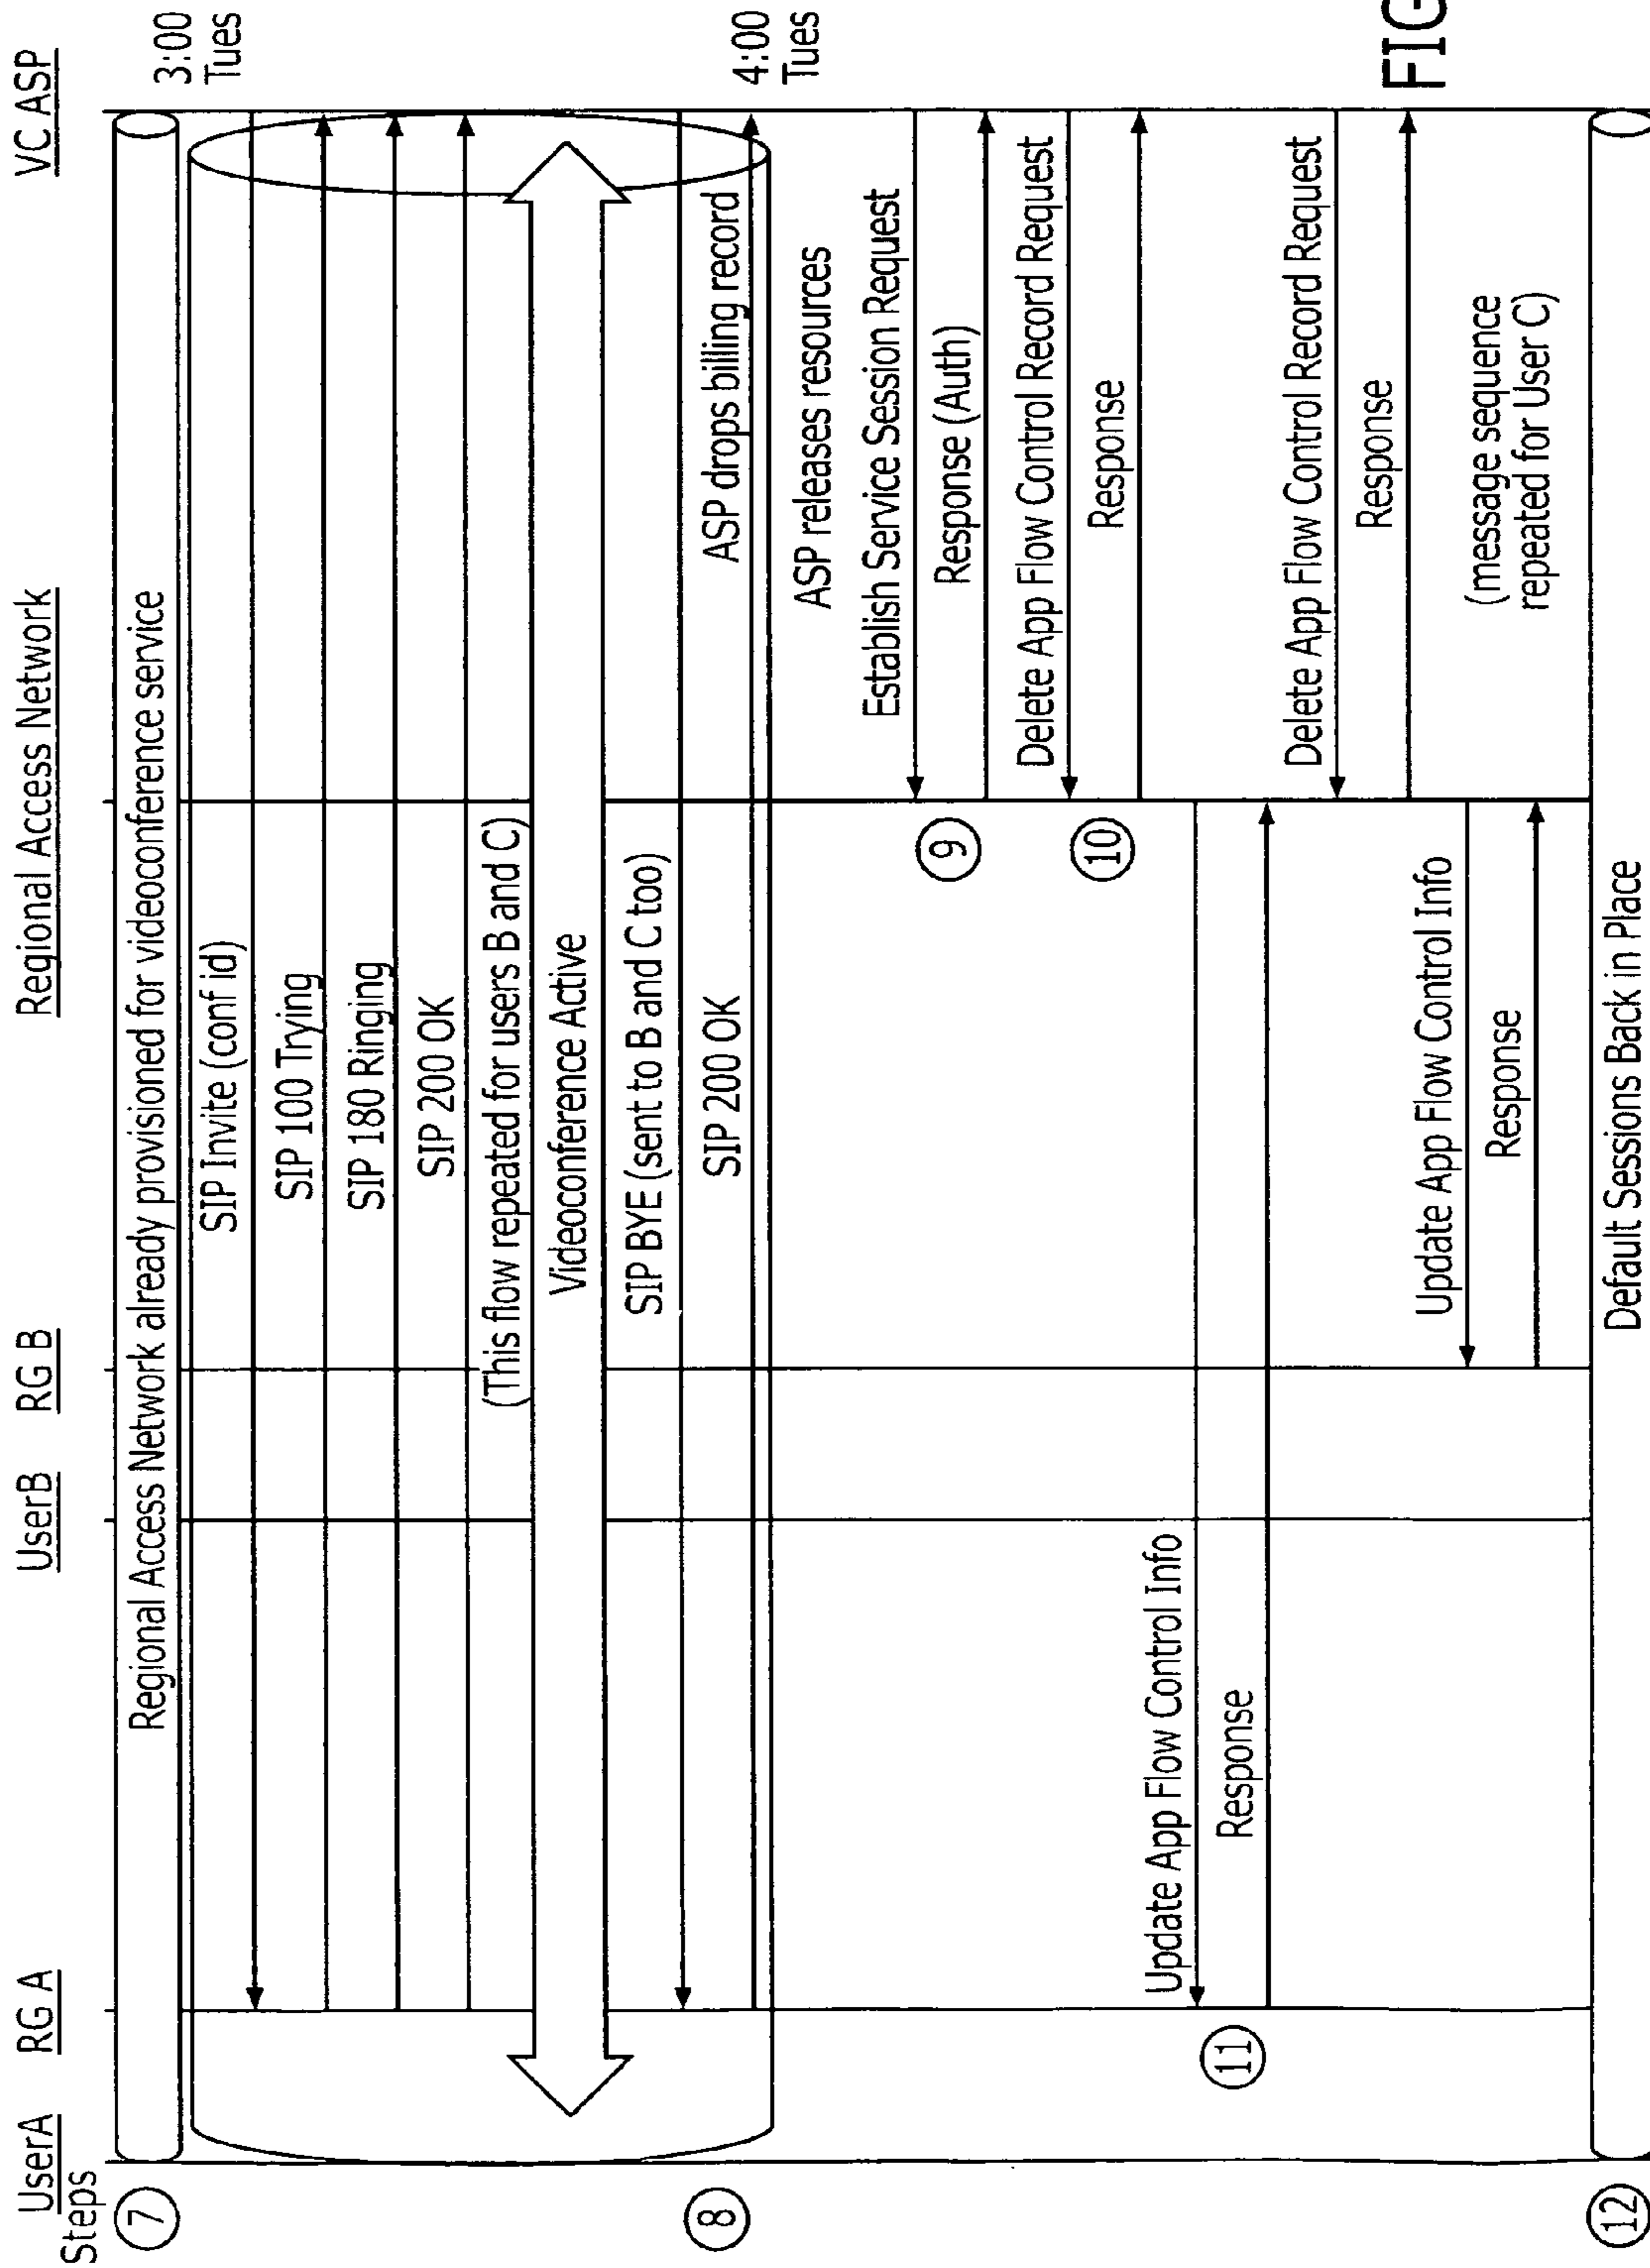 UserA RG A UserB RG B Regional Access Network VC ASP
Steps
7
Regional Access Network already provisioned for videoconference service
3:00
Tues
SIP Invite (conf id)
SIP 100 Trying
SIP 180 Ringing
SIP 200 OK
(This flow repeated for users B and C)
Videoconference Active
SIP BYE (sent to B and C too)
8
SIP 200 OK
ASP drops billing record
4:00
Tues
ASP releases resources
Establish Service Session Request
9
Response (Auth)
Delete App Flow Control Record Request
10
Response
Update App Flow Control Info
11
Response
Delete App Flow Control Record Request
Response
Update App Flow Control Info
Response
(message sequence
repeated for User C)
12
Default Sessions Back in Place